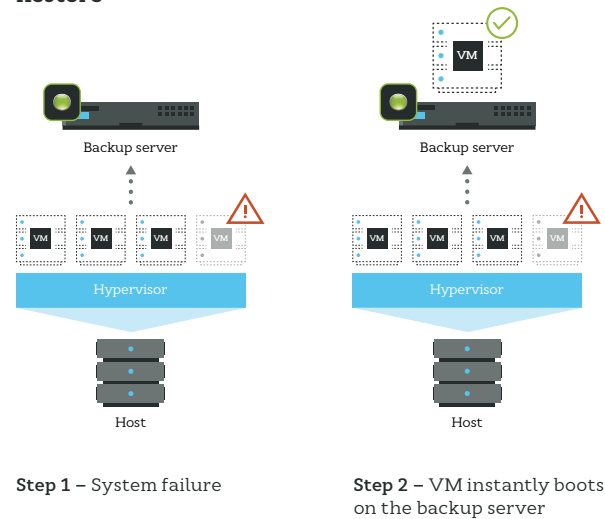 VM
Backup server
Backup server
VM VM VM VM
VM VM VM VM
Hypervisor
Hypervisor
Host
Host
Step 1 – System failure
Step 2 – VM instantly boots
on the backup server